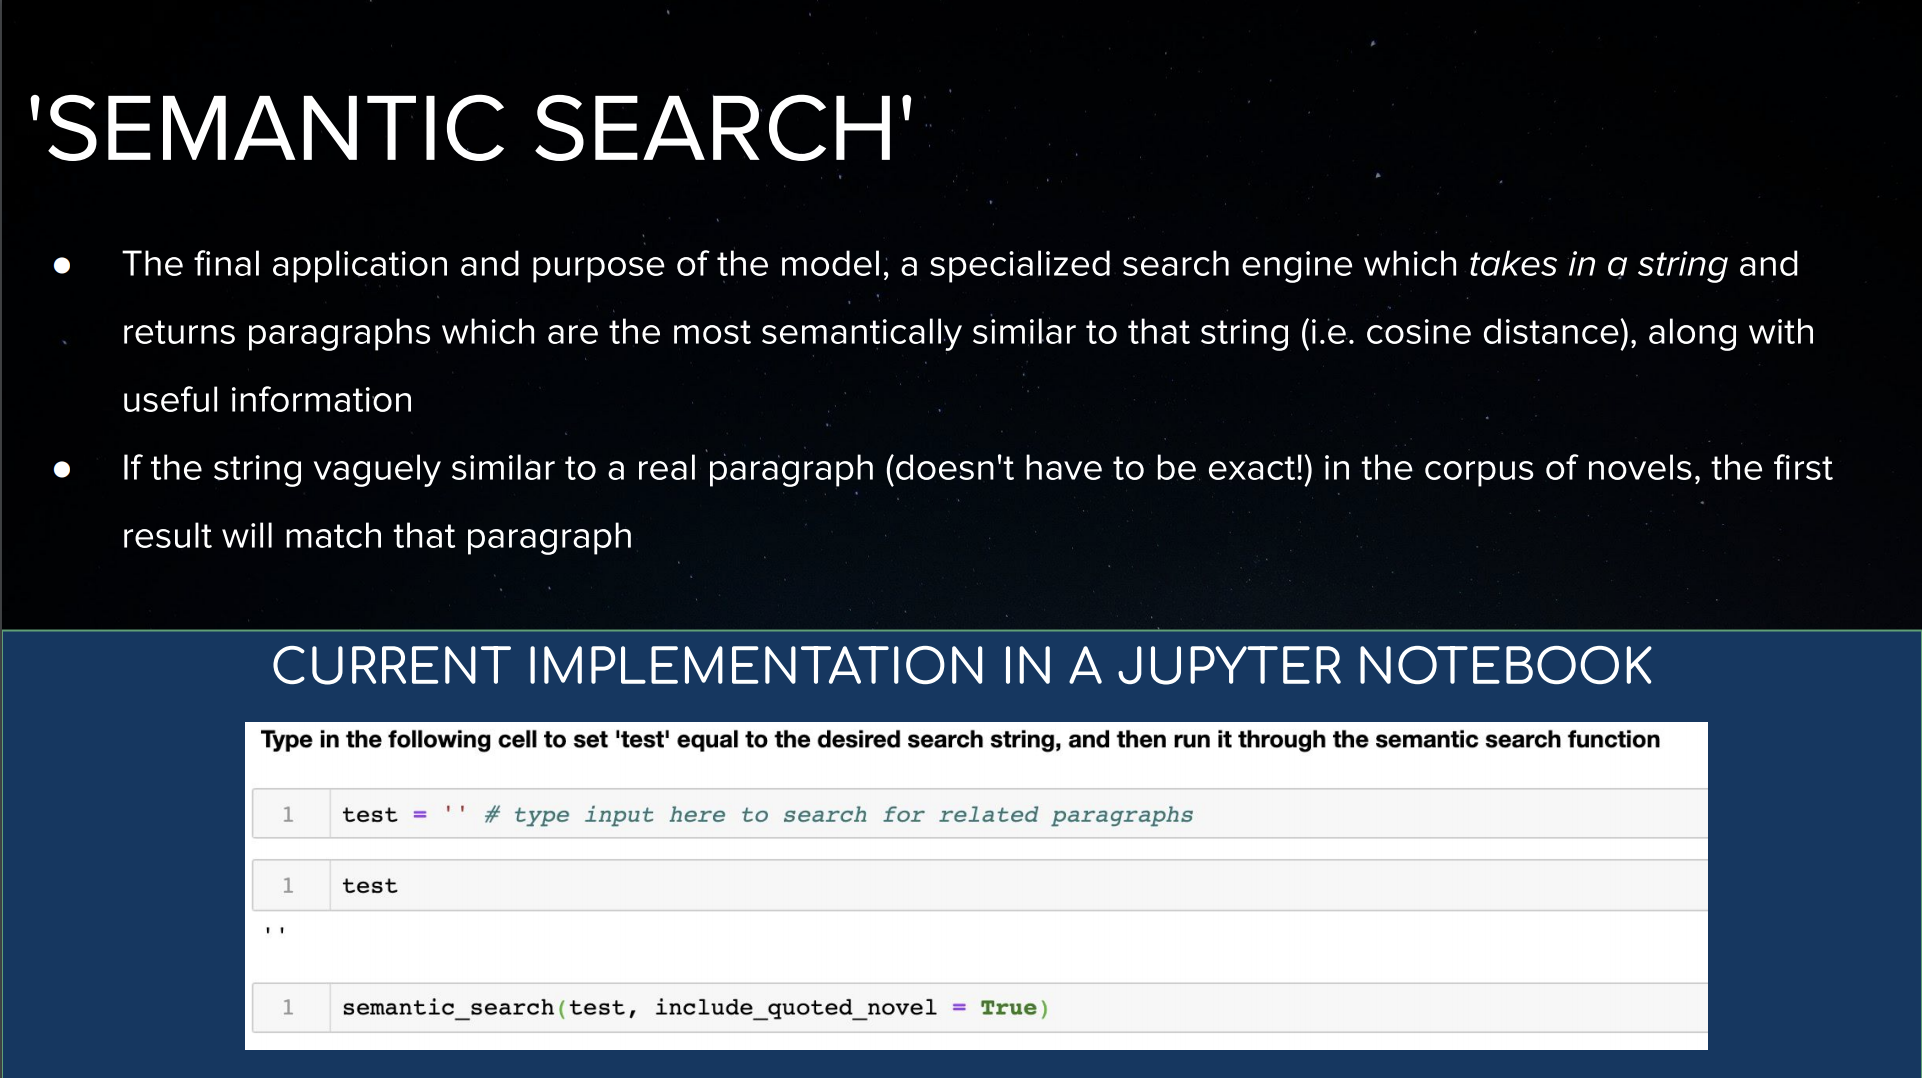 'SEMANTIC SEARCH'
● The final application and purpose of the model, a specialized search engine which takes in a string and
returns paragraphs which are the most semantically similar to that string (i.e. cosine distance), along with
useful information
● If the string vaguely similar to a real paragraph (doesn't have to be exact!) in the corpus of novels, the first
result will match that paragraph
CURRENT IMPLEMENTATION IN A JUPYTER NOTEBOOK
Type in the following cell to set 'test' equal to the desired search string, and then run it through the semantic search function
1 test = '' # type input here to search for related paragraphs
1 test
''
1 semantic_search(test, include_quoted_novel = True)